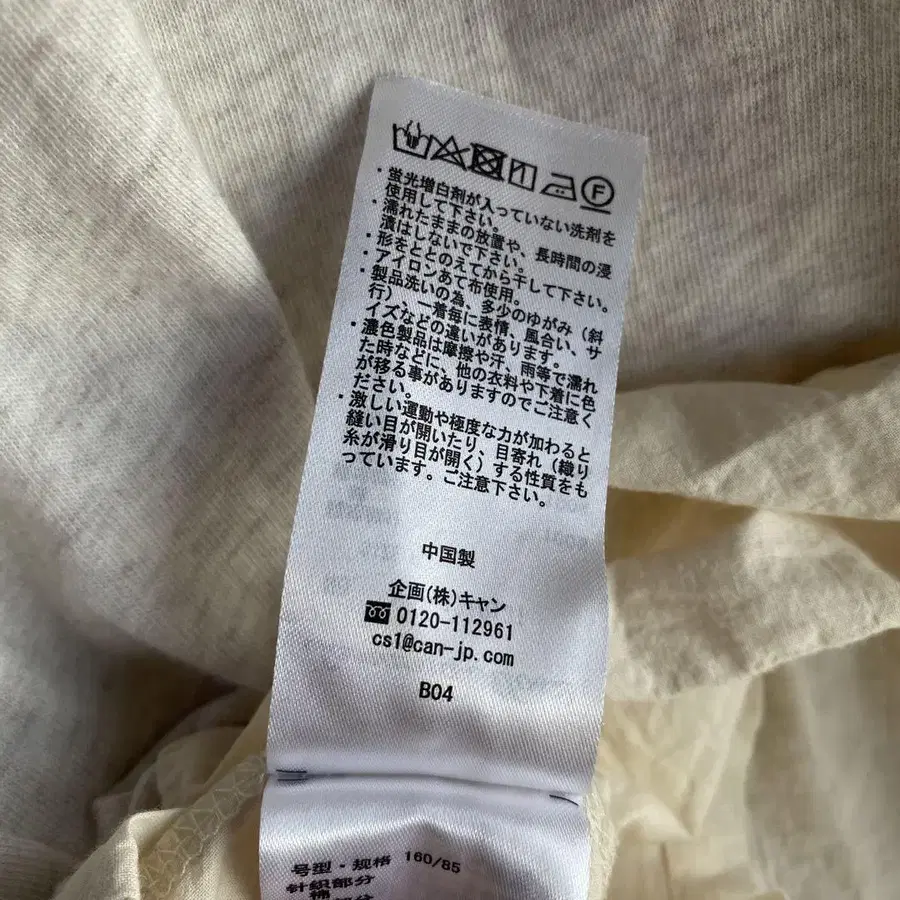 ・蛍光増白剤が入っていない洗剤を
使用して下さい。
・濡れたままの放置や、長時間の浸
漬はしないで下さい。
・形をととのえてから干して下さい。
・アイロンあて布使用。
・製品洗いの為、多少のゆがみ（斜
行）、一着毎に表情、風合い、サ
イズなどの違いがあります。
・濃色製品は摩擦や汗、雨等で濡れ
た時などに、他の衣料や下着に色
が移る事がありますのでご注意く
ださい。
・激しい運動や極度な力が加わると
縫い目が開いたり、目寄れ（織り
糸が滑り目が開く）する性質をも
っています。ご注意下さい。
中国製
企画(株)キャン
0120-112961
cs1@can-jp.com
B04
号型・规格 160/85
針織部分
棉